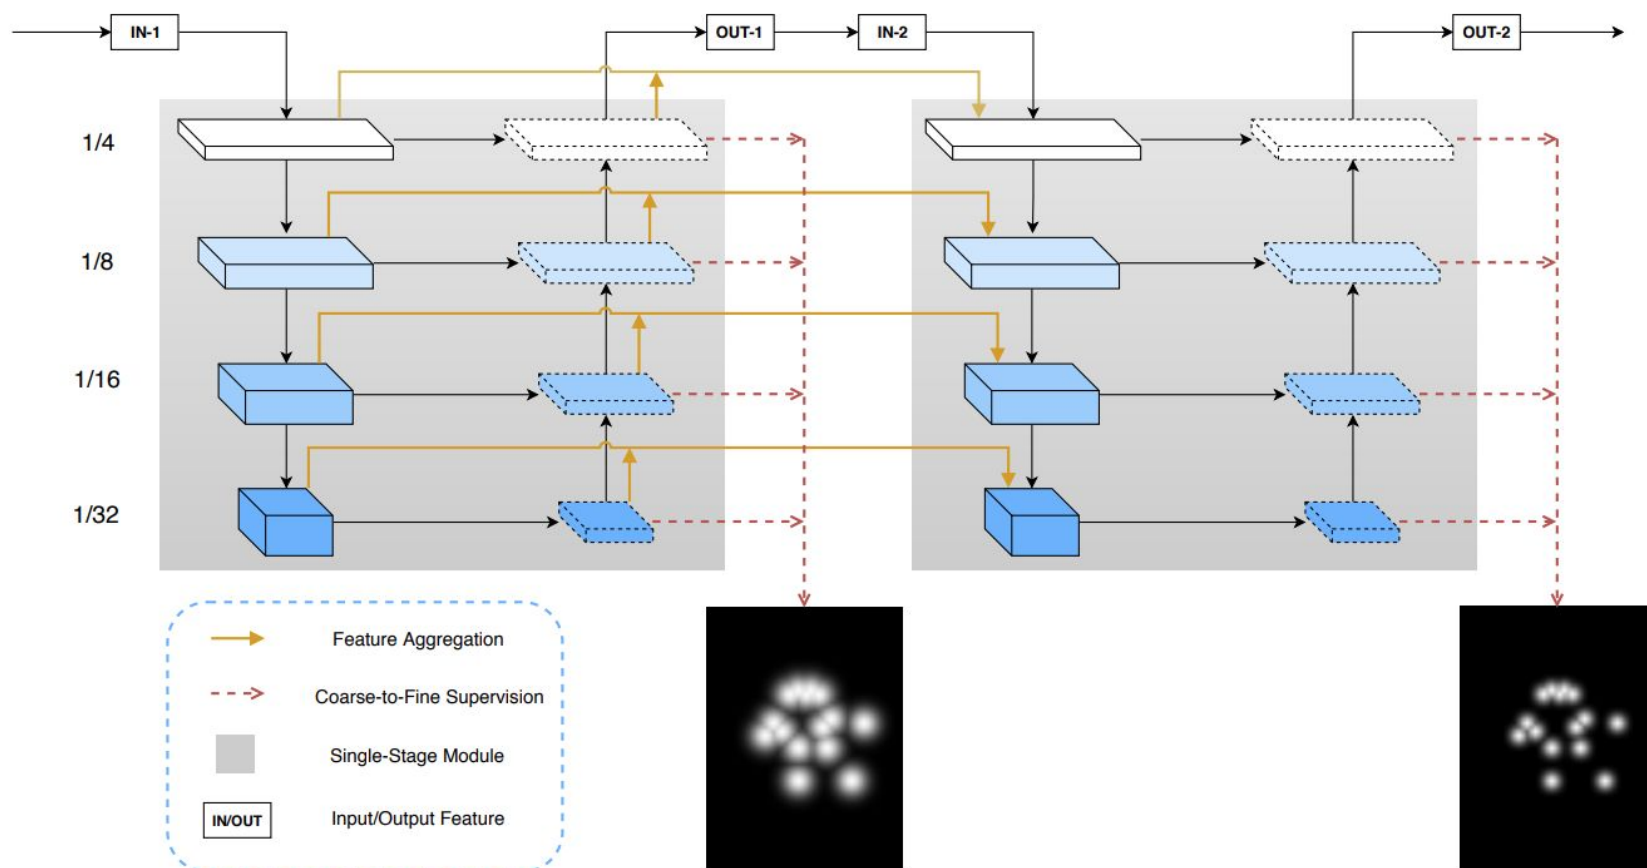 IN-1
OUT-1
IN-2
OUT-2
1/4
1/8
1/16
1/32
Feature Aggregation
Coarse-to-Fine Supervision
Single-Stage Module
IN/OUT
Input/Output Feature